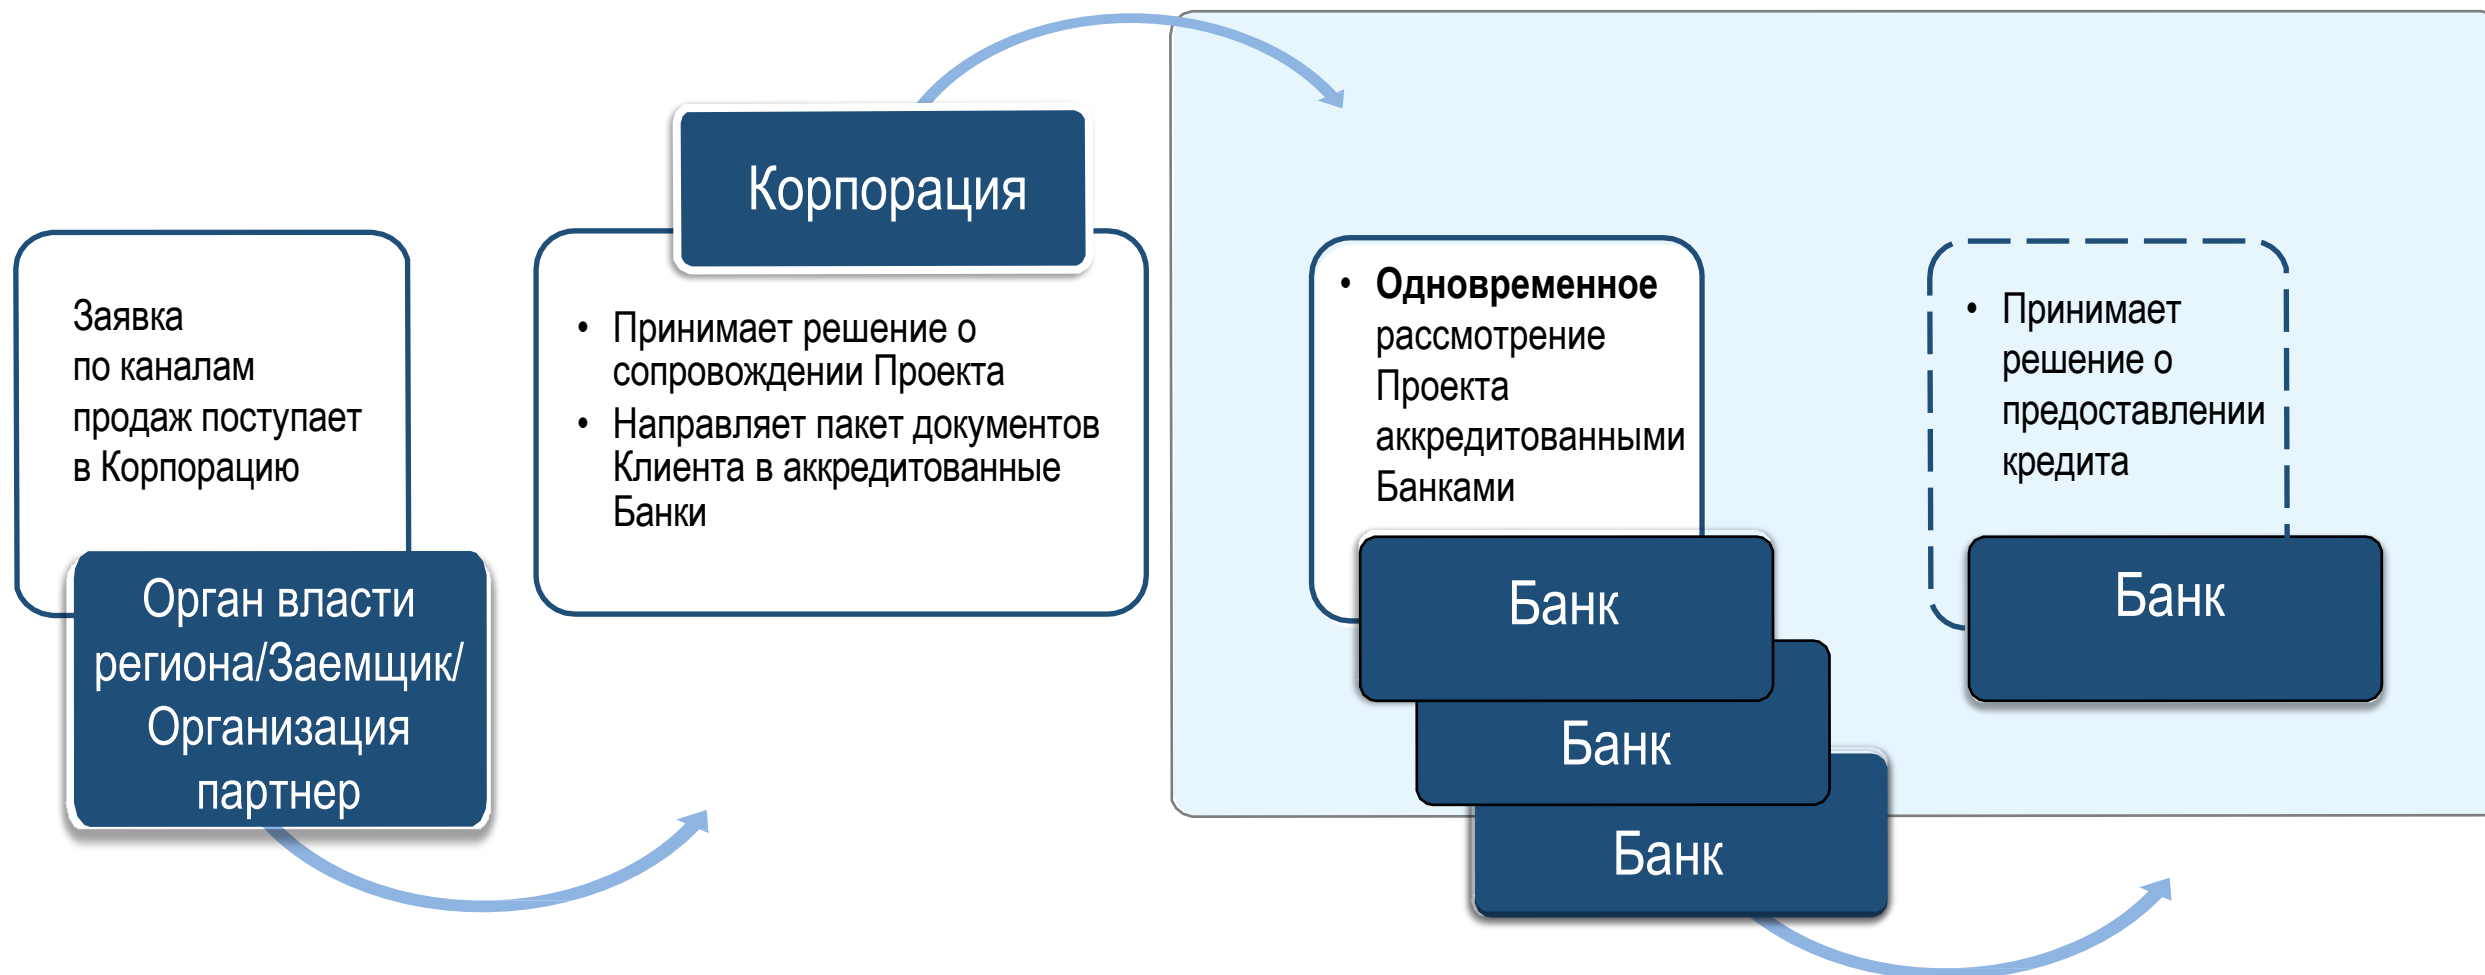 Заявка
по каналам
продаж поступает
в Корпорацию
Орган власти
региона/Заемщик/
Организация
партнер
Корпорация
• Принимает решение о
сопровождении Проекта
• Направляет пакет документов
Клиента в аккредитованные
Банки
• Одновременное
рассмотрение
Проекта
аккредитованными
Банками
Банк
Банк
Банк
• Принимает
решение о
предоставлении
кредита
Банк